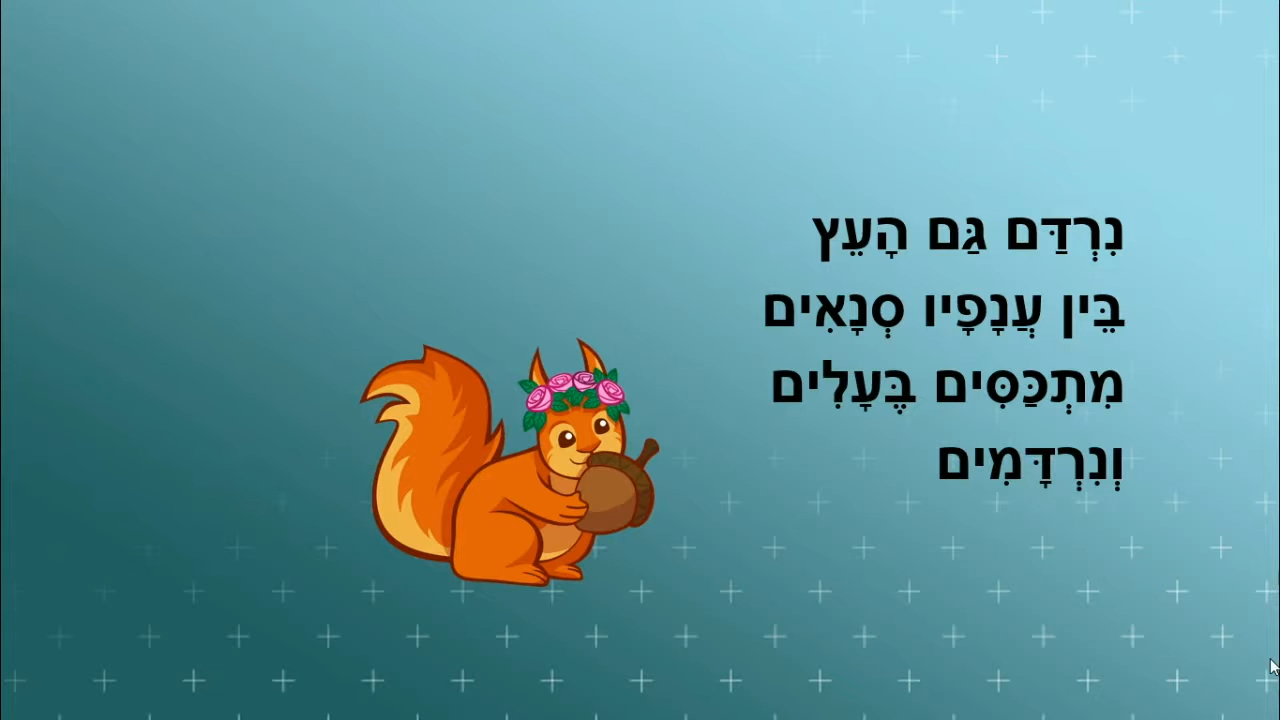 נִרְדַּם גַּם הָעֵץ
בֵּין עֲנָפָיו סְנָאִים
מִתְכַּסִּים בֶּעָלִים
וְנִרְדָּמִים